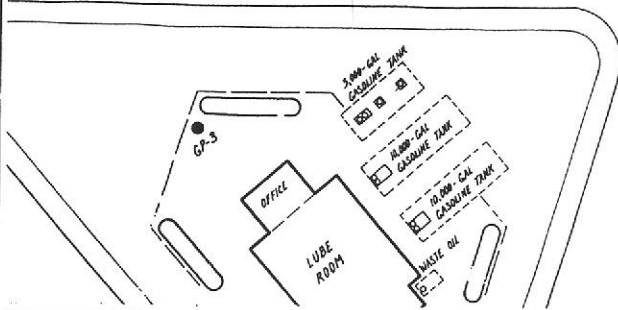 5,000-GAL
GASOLINE TANK
GP-3
10,000-GAL
GASOLINE TANK
OFFICE
10,000-GAL
GASOLINE TANK
LUBE
ROOM
WASTE OIL